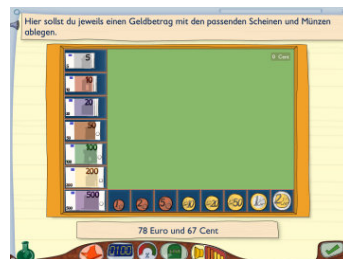 Hier sollst du jeweils einen Geldbetrag mit den passenden Scheinen und Münzen
ablegen.
5
10
20
50
100
200
500
78 Euro und 67 Cent